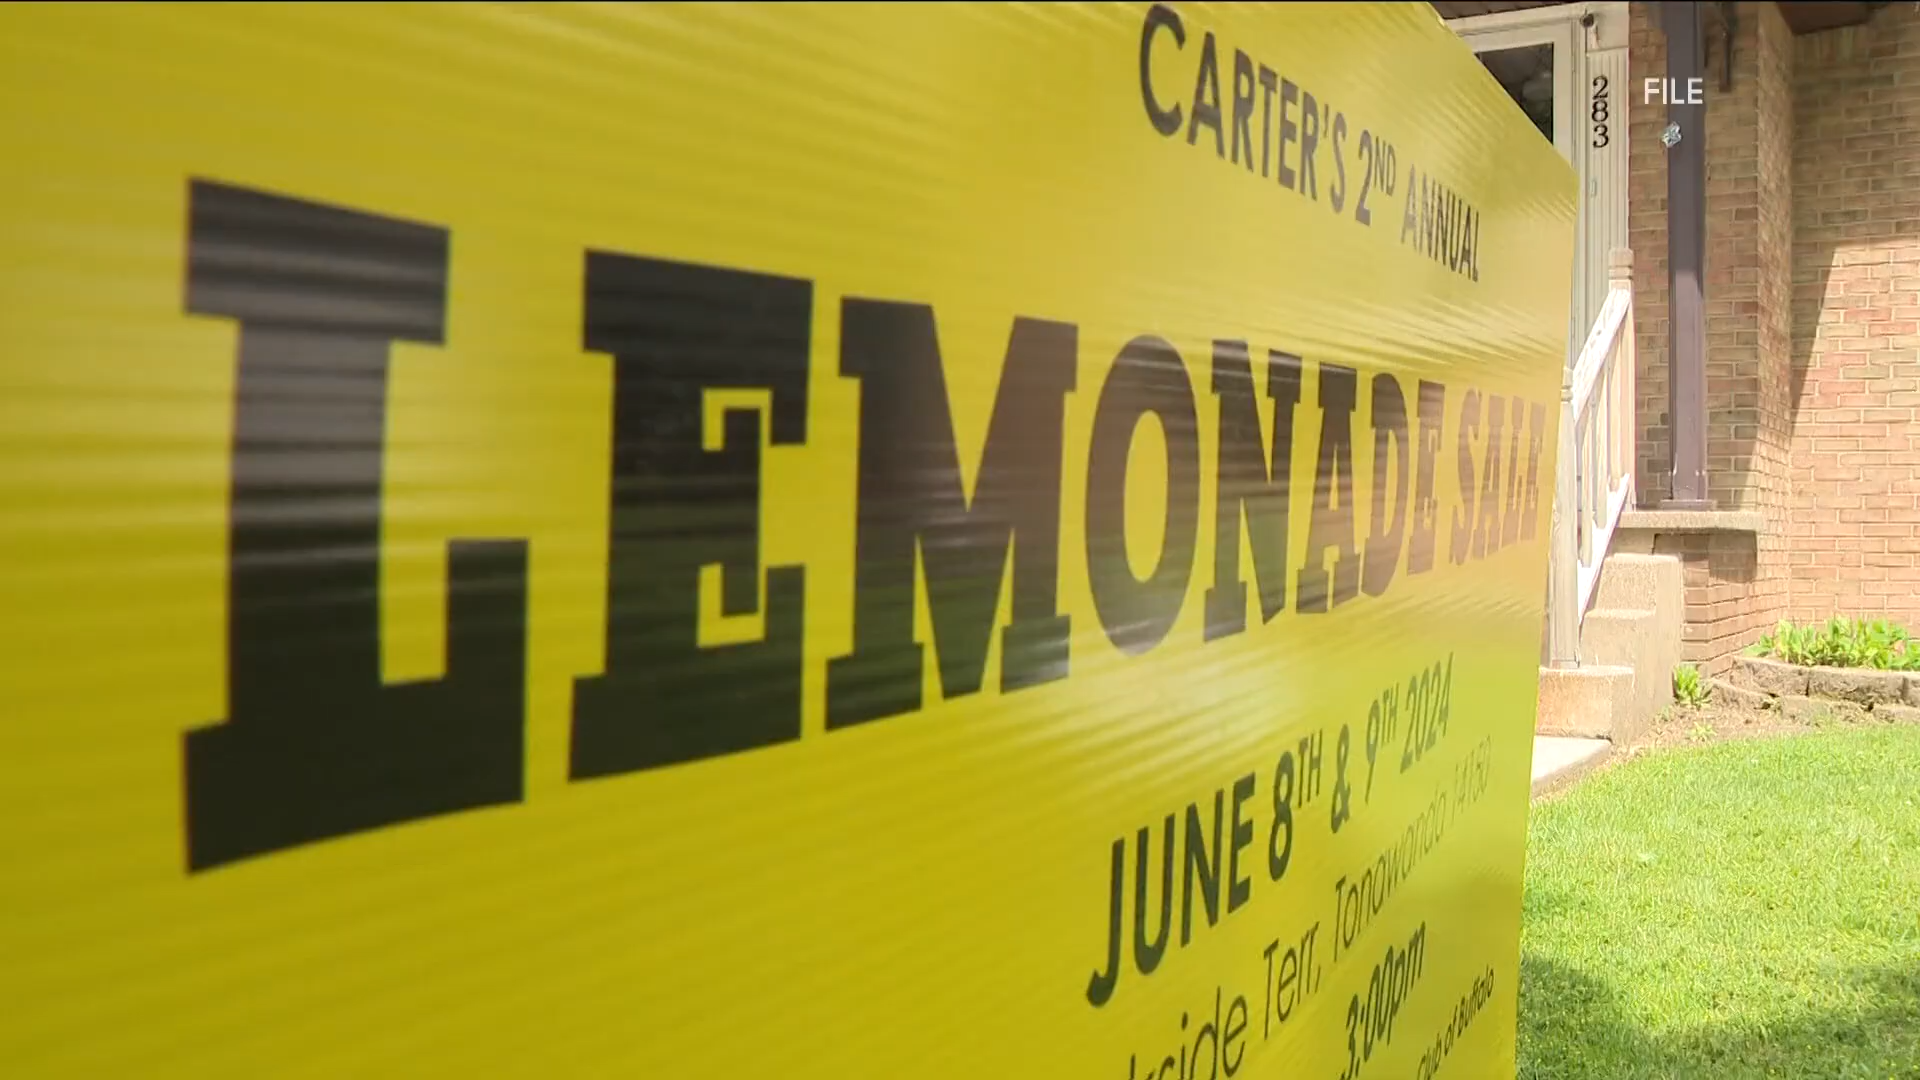 CARTER'S 2ND ANNUAL
LEMONADE SALE
JUNE 8TH & 9TH 2024
Terr, Tonawanda 14150
3:00pm
Club of Buffalo
283
FILE